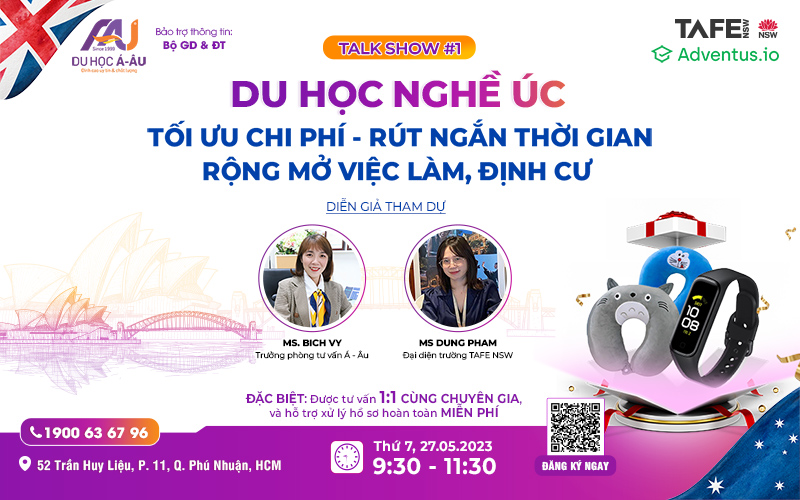 Since 1999
DU HỌC Á-ÂU
Bảo trợ thông tin:
Bộ GD & ĐT
TALK SHOW #1
TAFE NSW
NSW
Adventus.io
DU HỌC NGHỀ ÚC
TỐI ƯU CHI PHÍ - RÚT NGẮN THỜI GIAN
RỘNG MỞ VIỆC LÀM, ĐỊNH CƯ
DIỄN GIẢ THAM DỰ
MS. BICH VY
Trưởng phòng tư vấn Á - Âu
MS DUNG PHAM
Đại diện trường TAFE NSW
ĐẶC BIỆT: Được tư vấn 1:1 CÙNG CHUYÊN GIA,
và hỗ trợ xử lý hồ sơ hoàn toàn MIỄN PHÍ
1900 63 67 96
52 Trần Huy Liệu, P. 11, Q. Phú Nhuận, HCM
Thứ 7, 27.05.2023
9:30 - 11:30
ĐĂNG KÝ NGAY